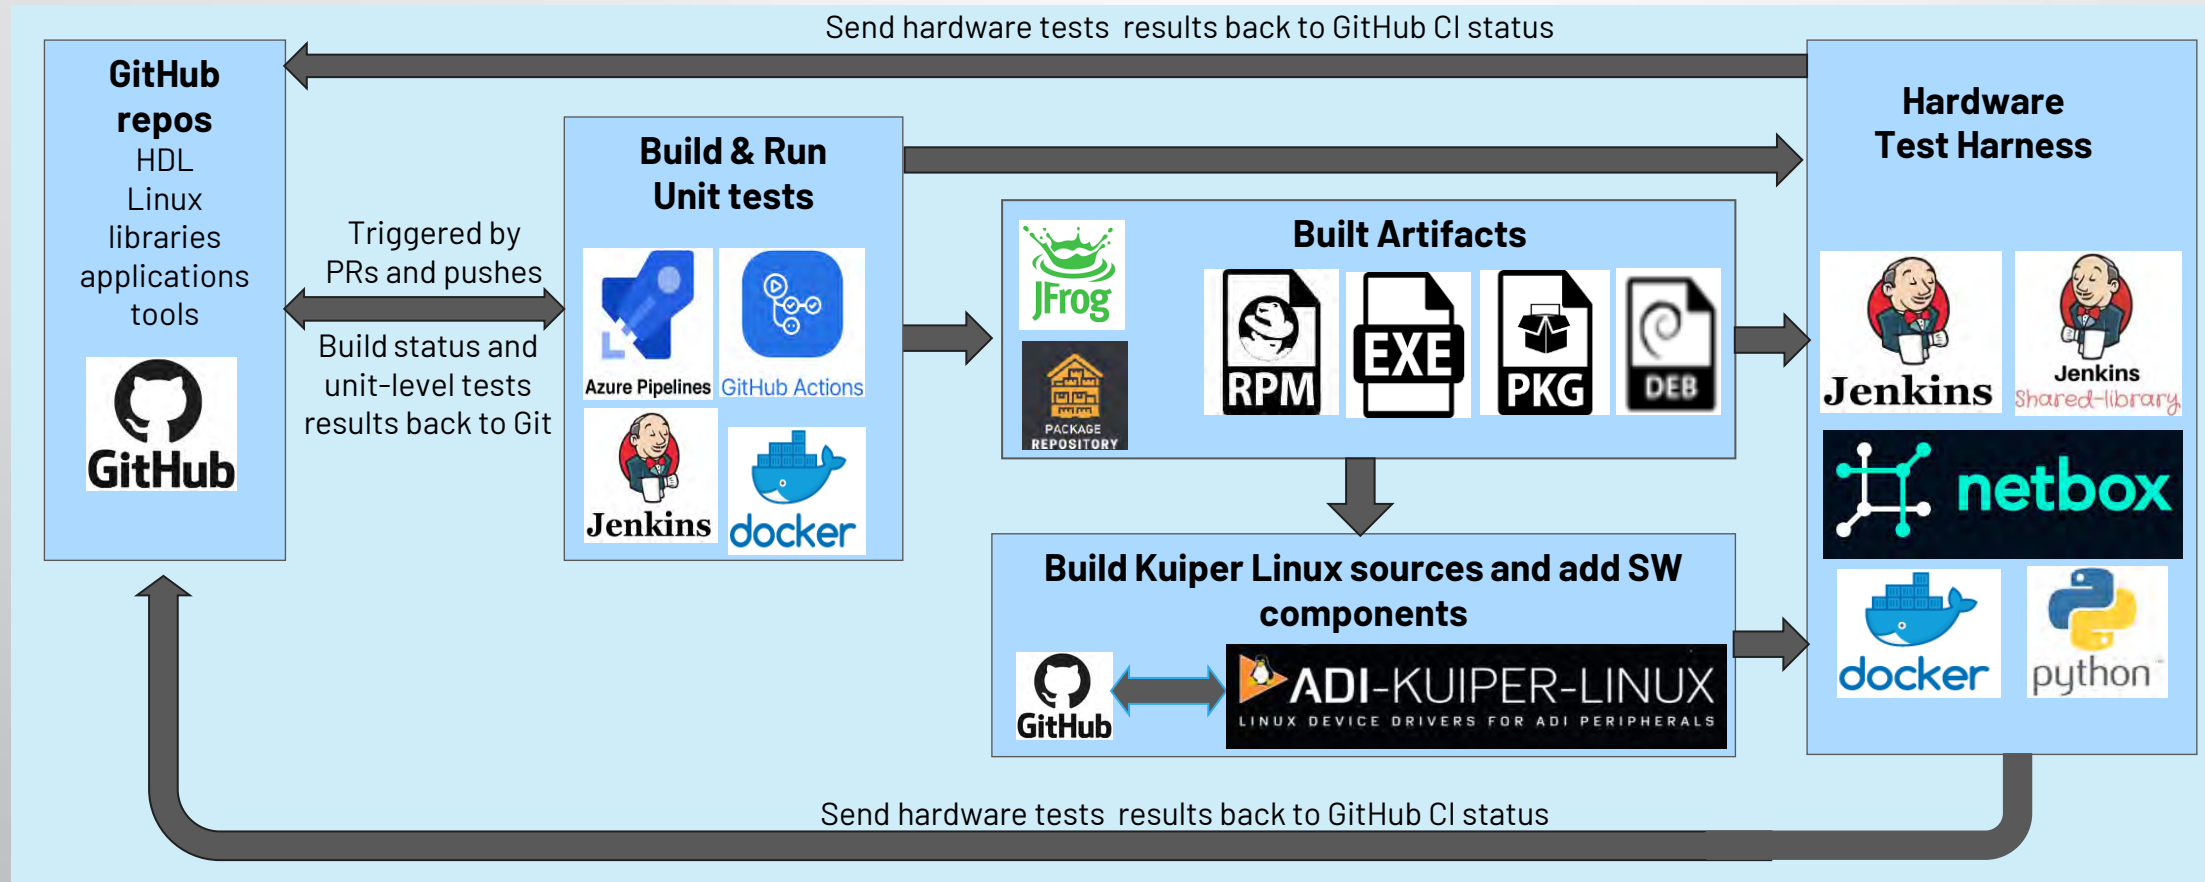 Send hardware tests results back to GitHub CI status
GitHub
repos
HDL
Linux
libraries
applications
tools
GitHub
Triggered by
PRs and pushes
Build status and
unit-level tests
results back to Git
Build & Run
Unit tests
Azure Pipelines
GitHub Actions
Jenkins
docker
Built Artifacts
JFrog
PACKAGE
REPOSITORY
RPM
EXE
PKG
DEB
Build Kuiper Linux sources and add SW
components
GitHub
ADI-KUIPER-LINUX
LINUX DEVICE DRIVERS FOR ADI PERIPHERALS
Hardware
Test Harness
Jenkins
Jenkins
Shared-library
netbox
docker
python
Send hardware tests results back to GitHub CI status